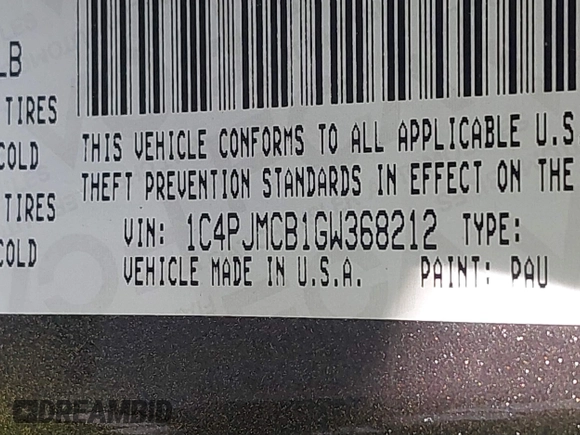 LB
TIRES
COLD
TIRES
COLD
THIS VEHICLE CONFORMS TO ALL APPLICABLE U.S
THEFT PREVENTION STANDARDS IN EFFECT ON THE
VIN: 1C4PJMCB1GW368212 TYPE:
VEHICLE MADE IN U.S.A. PAINT: PAU
DREAMBID